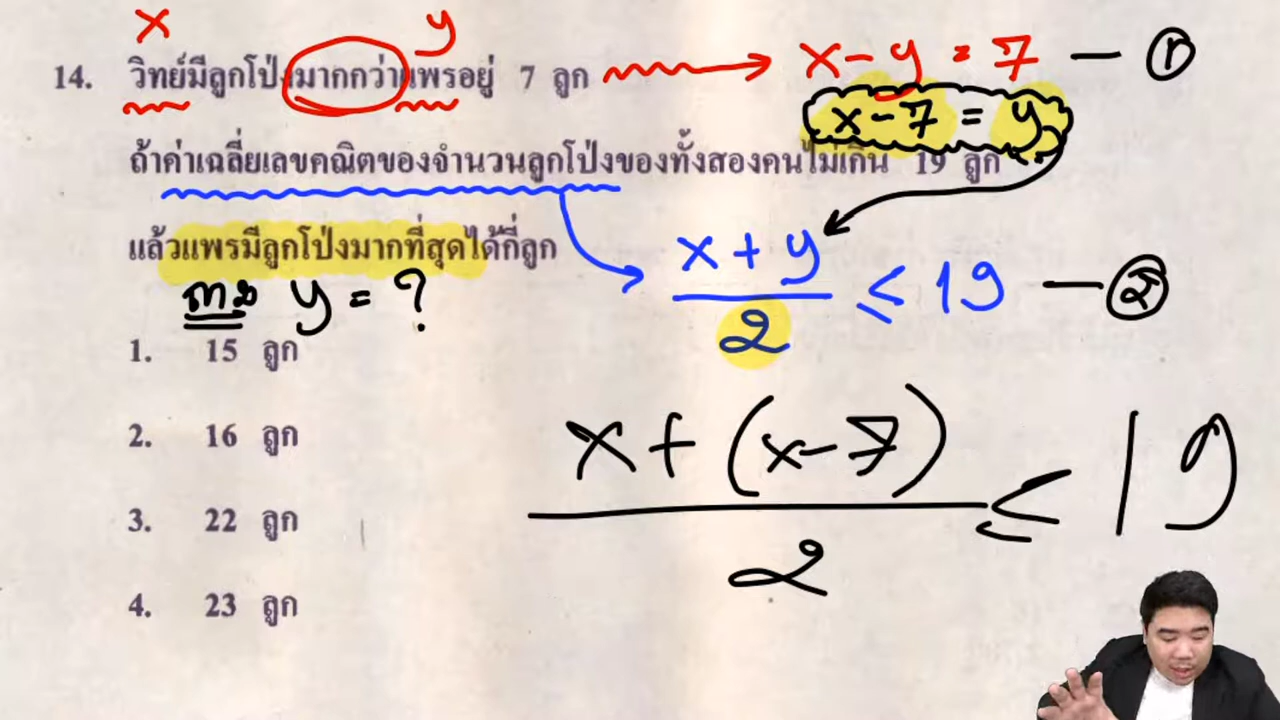 x y
14. วิทย์มีลูกโป่งมากกว่าแพรอยู่ 7 ลูก x - y = 7 — ①
x - 7 = y
ถ้าค่าเฉลี่ยเลขคณิตของจำนวนลูกโป่งของทั้งสองคนไม่เกิน 19 ลูก
แล้วแพรมีลูกโป่งมากที่สุดได้กี่ลูก
x + y
2
≤ 19 — ②
ถาม y = ?
1. 15 ลูก
2. 16 ลูก
3. 22 ลูก
4. 23 ลูก
x + (x - 7)
2
≤ 19